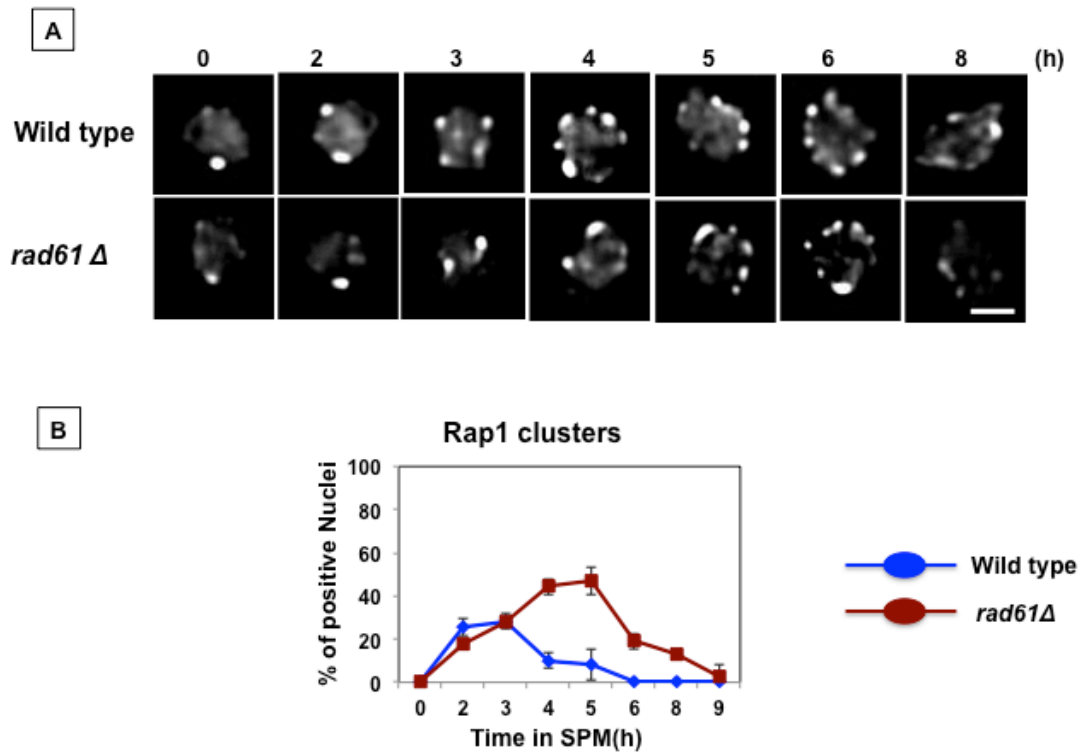 A
0 2 3 4 5 6 8 (h)
Wild type
rad61 Δ
B
Rap1 clusters
% of positive Nuclei
100
80
60
40
20
0
0 2 3 4 5 6 8 9
Time in SPM(h)
Wild type
rad61Δ